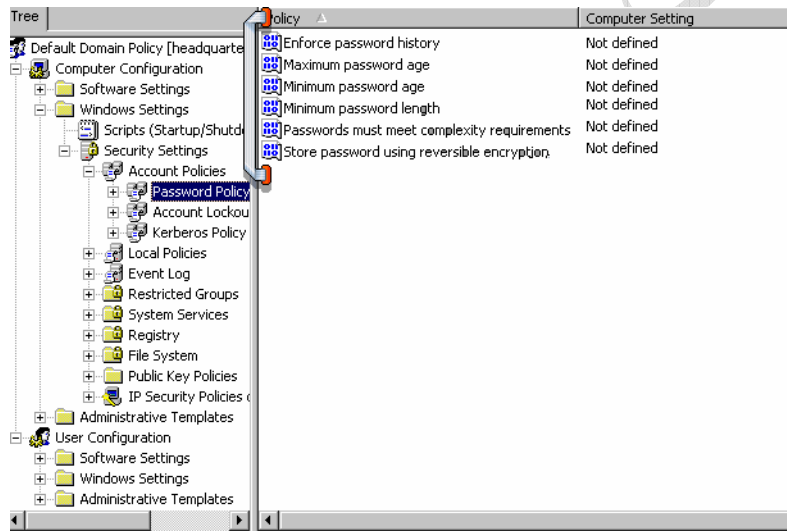 Tree
Default Domain Policy [headquarte
Computer Configuration
Software Settings
Windows Settings
Scripts (Startup/Shutd
Security Settings
Account Policies
Password Policy
Account Lockou
Kerberos Policy
Local Policies
Event Log
Restricted Groups
System Services
Registry
File System
Public Key Policies
IP Security Policies
Administrative Templates
User Configuration
Software Settings
Windows Settings
Administrative Templates
Policy Computer Setting
Enforce password history Not defined
Maximum password age Not defined
Minimum password age Not defined
Minimum password length Not defined
Passwords must meet complexity requirements Not defined
Store password using reversible encryption Not defined